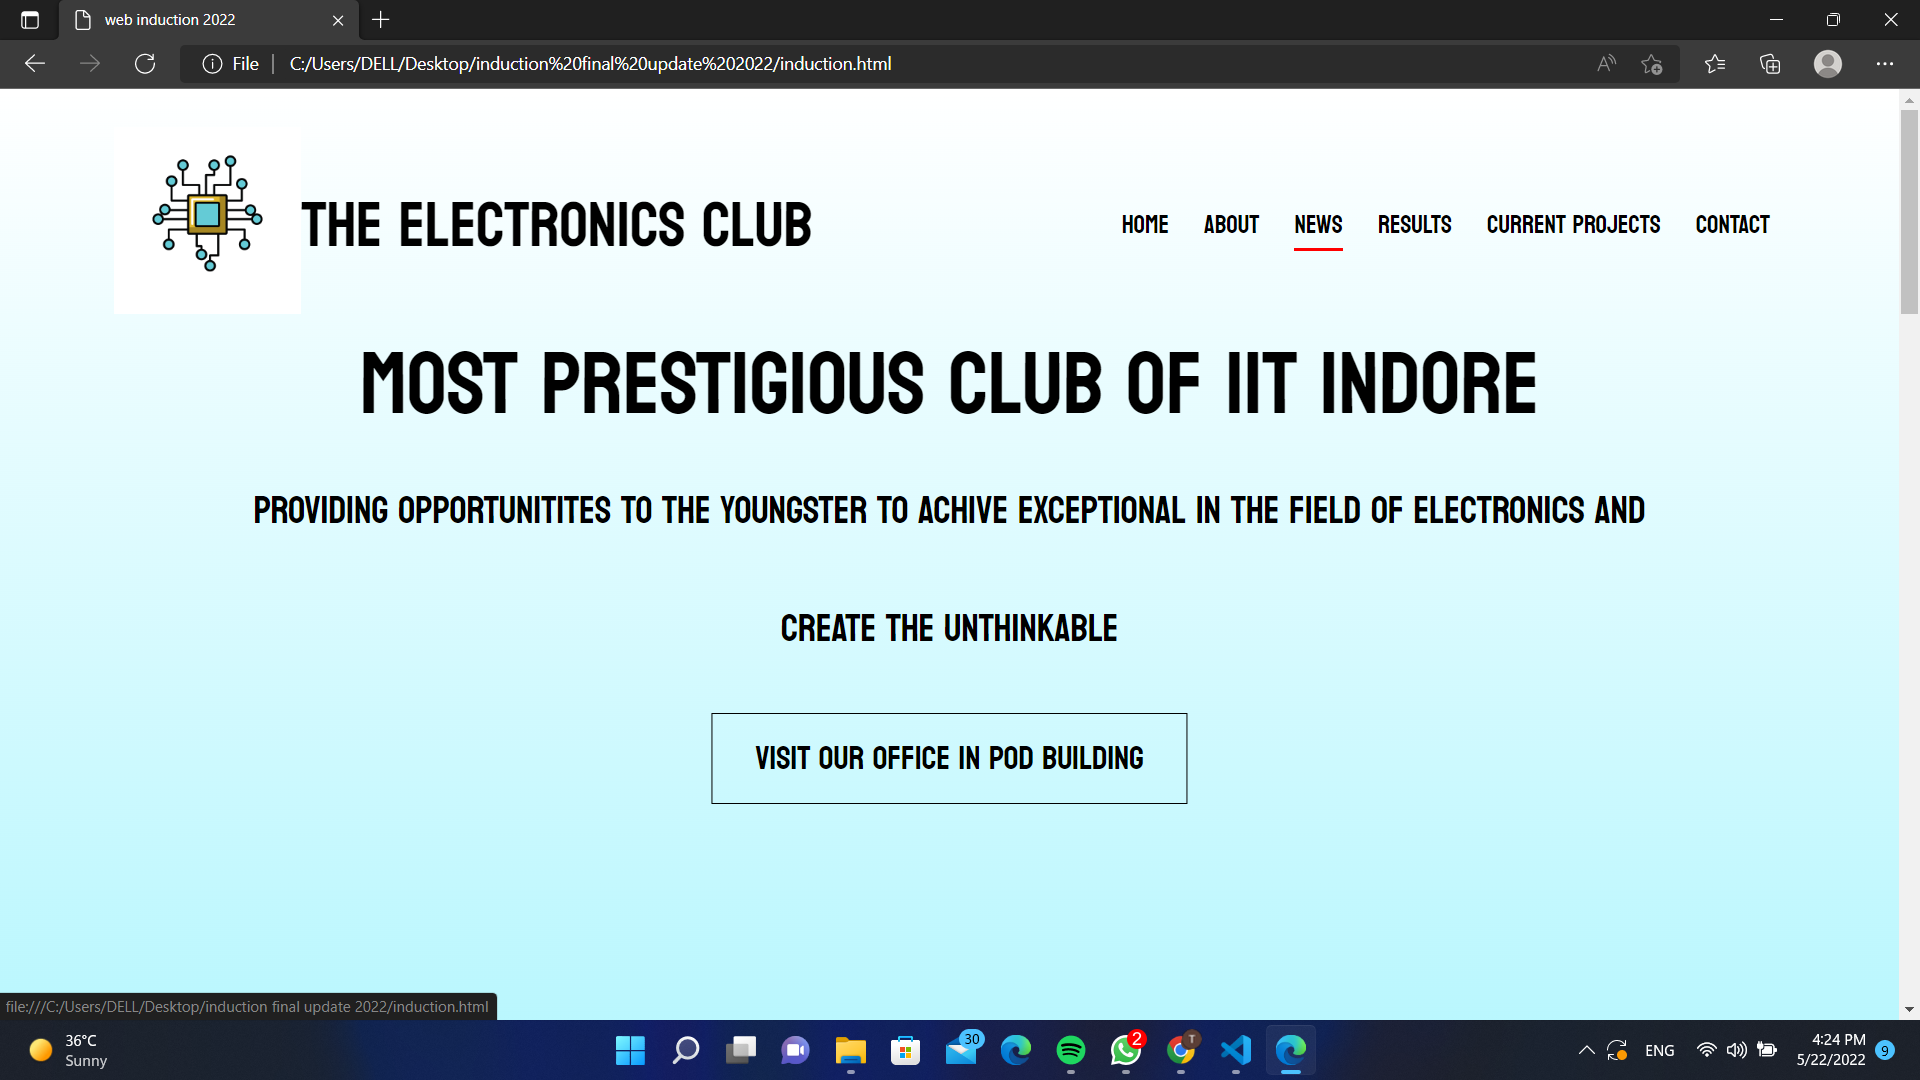 web induction 2022
File
C:/Users/DELL/Desktop/induction%20final%20update%202022/induction.html
THE ELECTRONICS CLUB
HOME ABOUT NEWS RESULTS CURRENT PROJECTS CONTACT
MOST PRESTIGIOUS CLUB OF IIT INDORE
PROVIDING OPPORTUNITITES TO THE YOUNGSTER TO ACHIVE EXCEPTIONAL IN THE FIELD OF ELECTRONICS AND
CREATE THE UNTHINKABLE
VISIT OUR OFFICE IN POD BUILDING
file:///C:/Users/DELL/Desktop/induction final update 2022/induction.html
36°C
Sunny
30
2
T
ENG
4:24 PM
5/22/2022
9